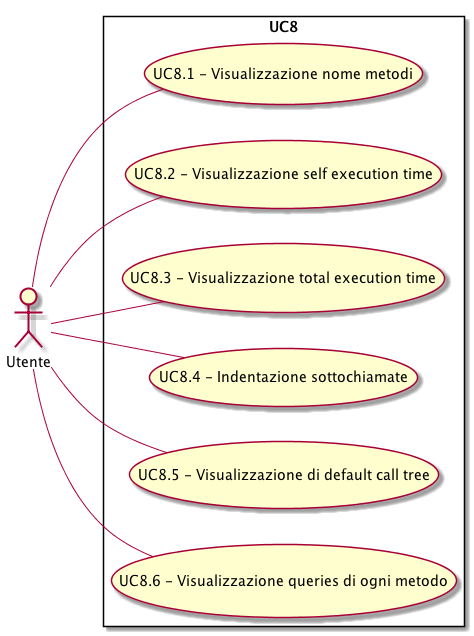 UC8
UC8.1 – Visualizzazione nome metodi
UC8.2 – Visualizzazione self execution time
UC8.3 – Visualizzazione total execution time
Utente
UC8.4 – Indentazione sottochiamate
UC8.5 – Visualizzazione di default call tree
UC8.6 – Visualizzazione queries di ogni metodo